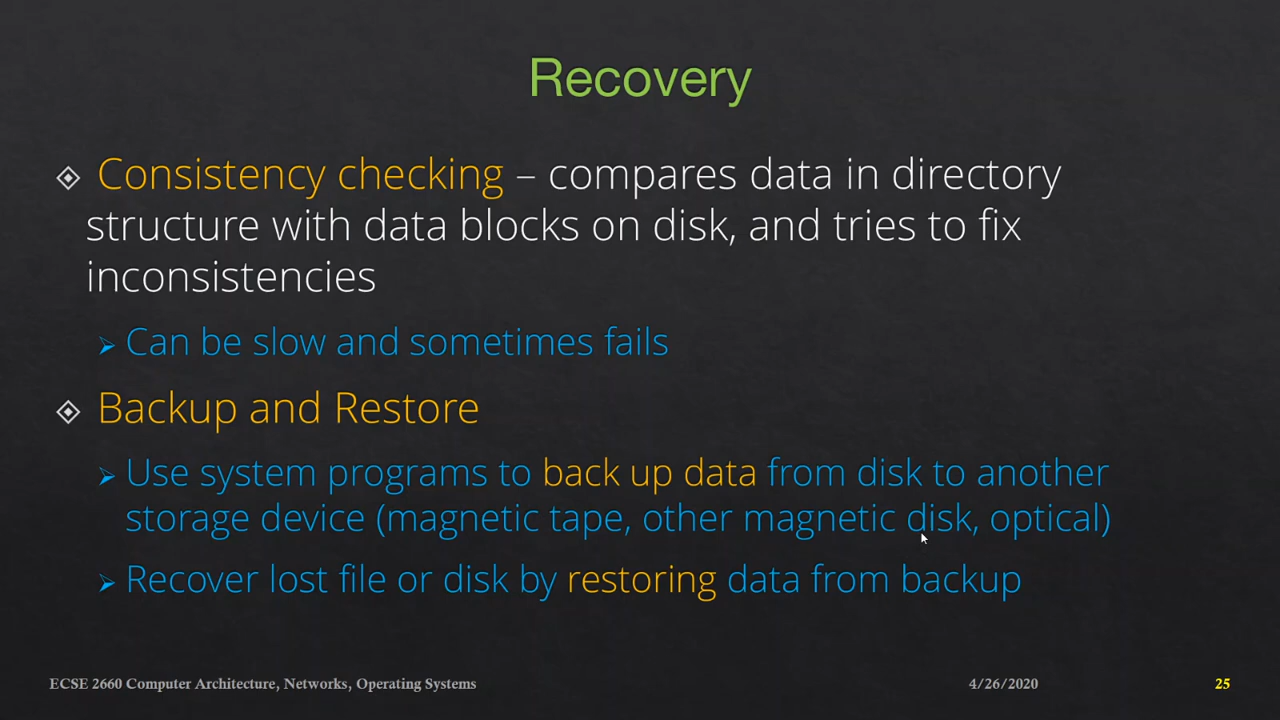 Recovery
Consistency checking – compares data in directory
structure with data blocks on disk, and tries to fix
inconsistencies
Can be slow and sometimes fails
Backup and Restore
Use system programs to back up data from disk to another
storage device (magnetic tape, other magnetic disk, optical)
Recover lost file or disk by restoring data from backup
ECSE 2660 Computer Architecture, Networks, Operating Systems
4/26/2020
25